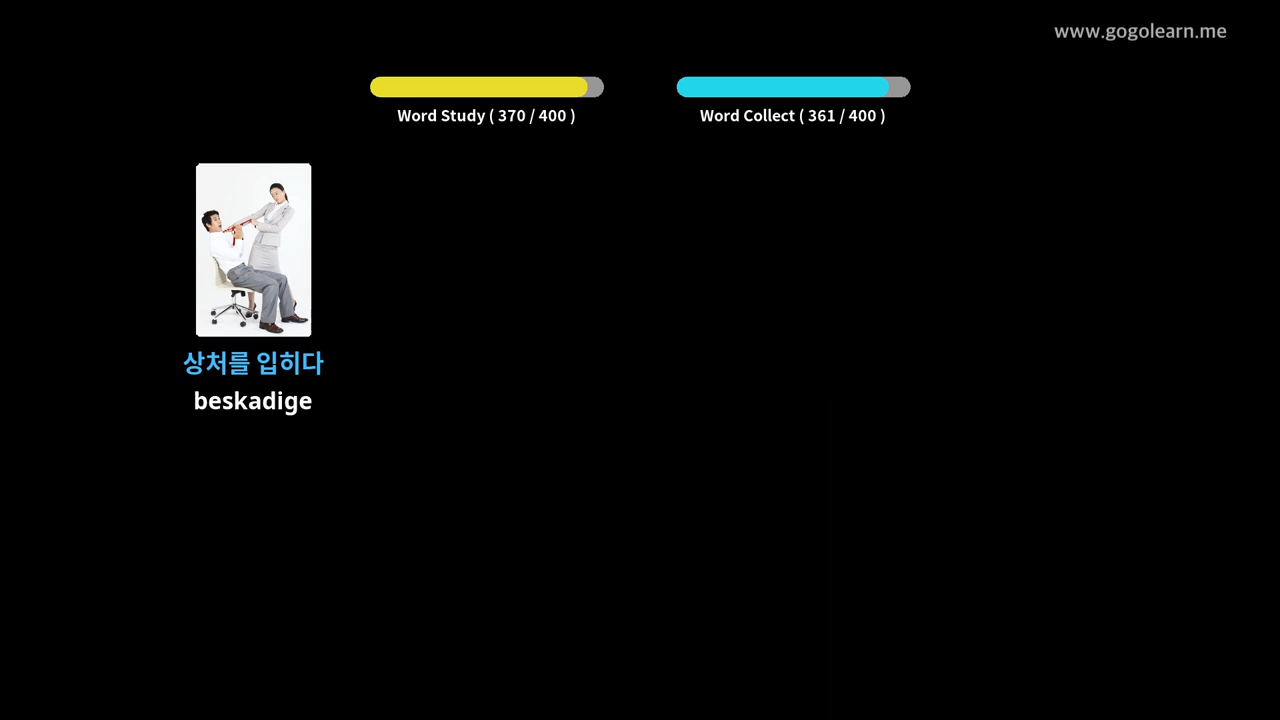 www.gogolearn.me
Word Study ( 370 / 400 )
Word Collect ( 361 / 400 )
상처를 입히다
beskadige